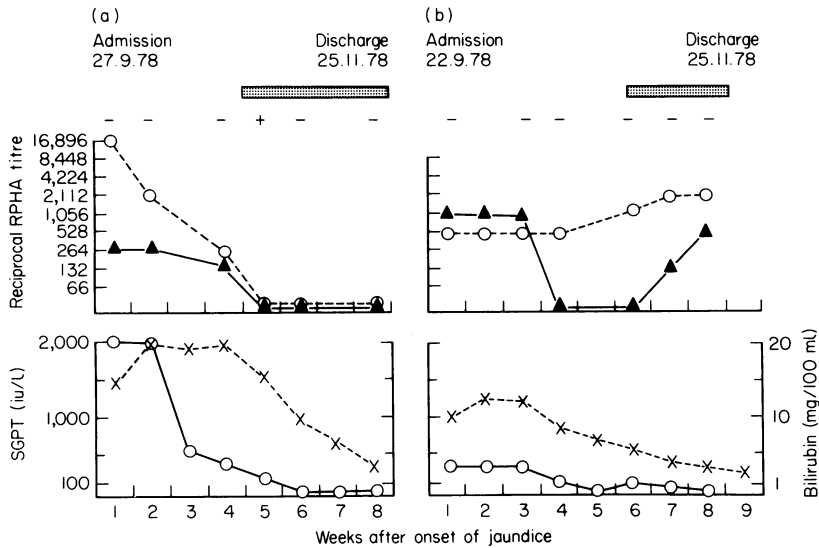 (a)
Admission Discharge
27.9.78 25.11.78
(b)
Admission Discharge
22.9.78 25.11.78
– – – + – –
– – – – – –
Reciprocal RPHA titre
16,896
8,448
4,224
2,112
1,056
528
264
132
66
SGPT (iu/l)
2,000
1,000
100
20
10
1
Bilirubin (mg/100 ml)
1 2 3 4 5 6 7 8
1 2 3 4 5 6 7 8 9
Weeks after onset of jaundice